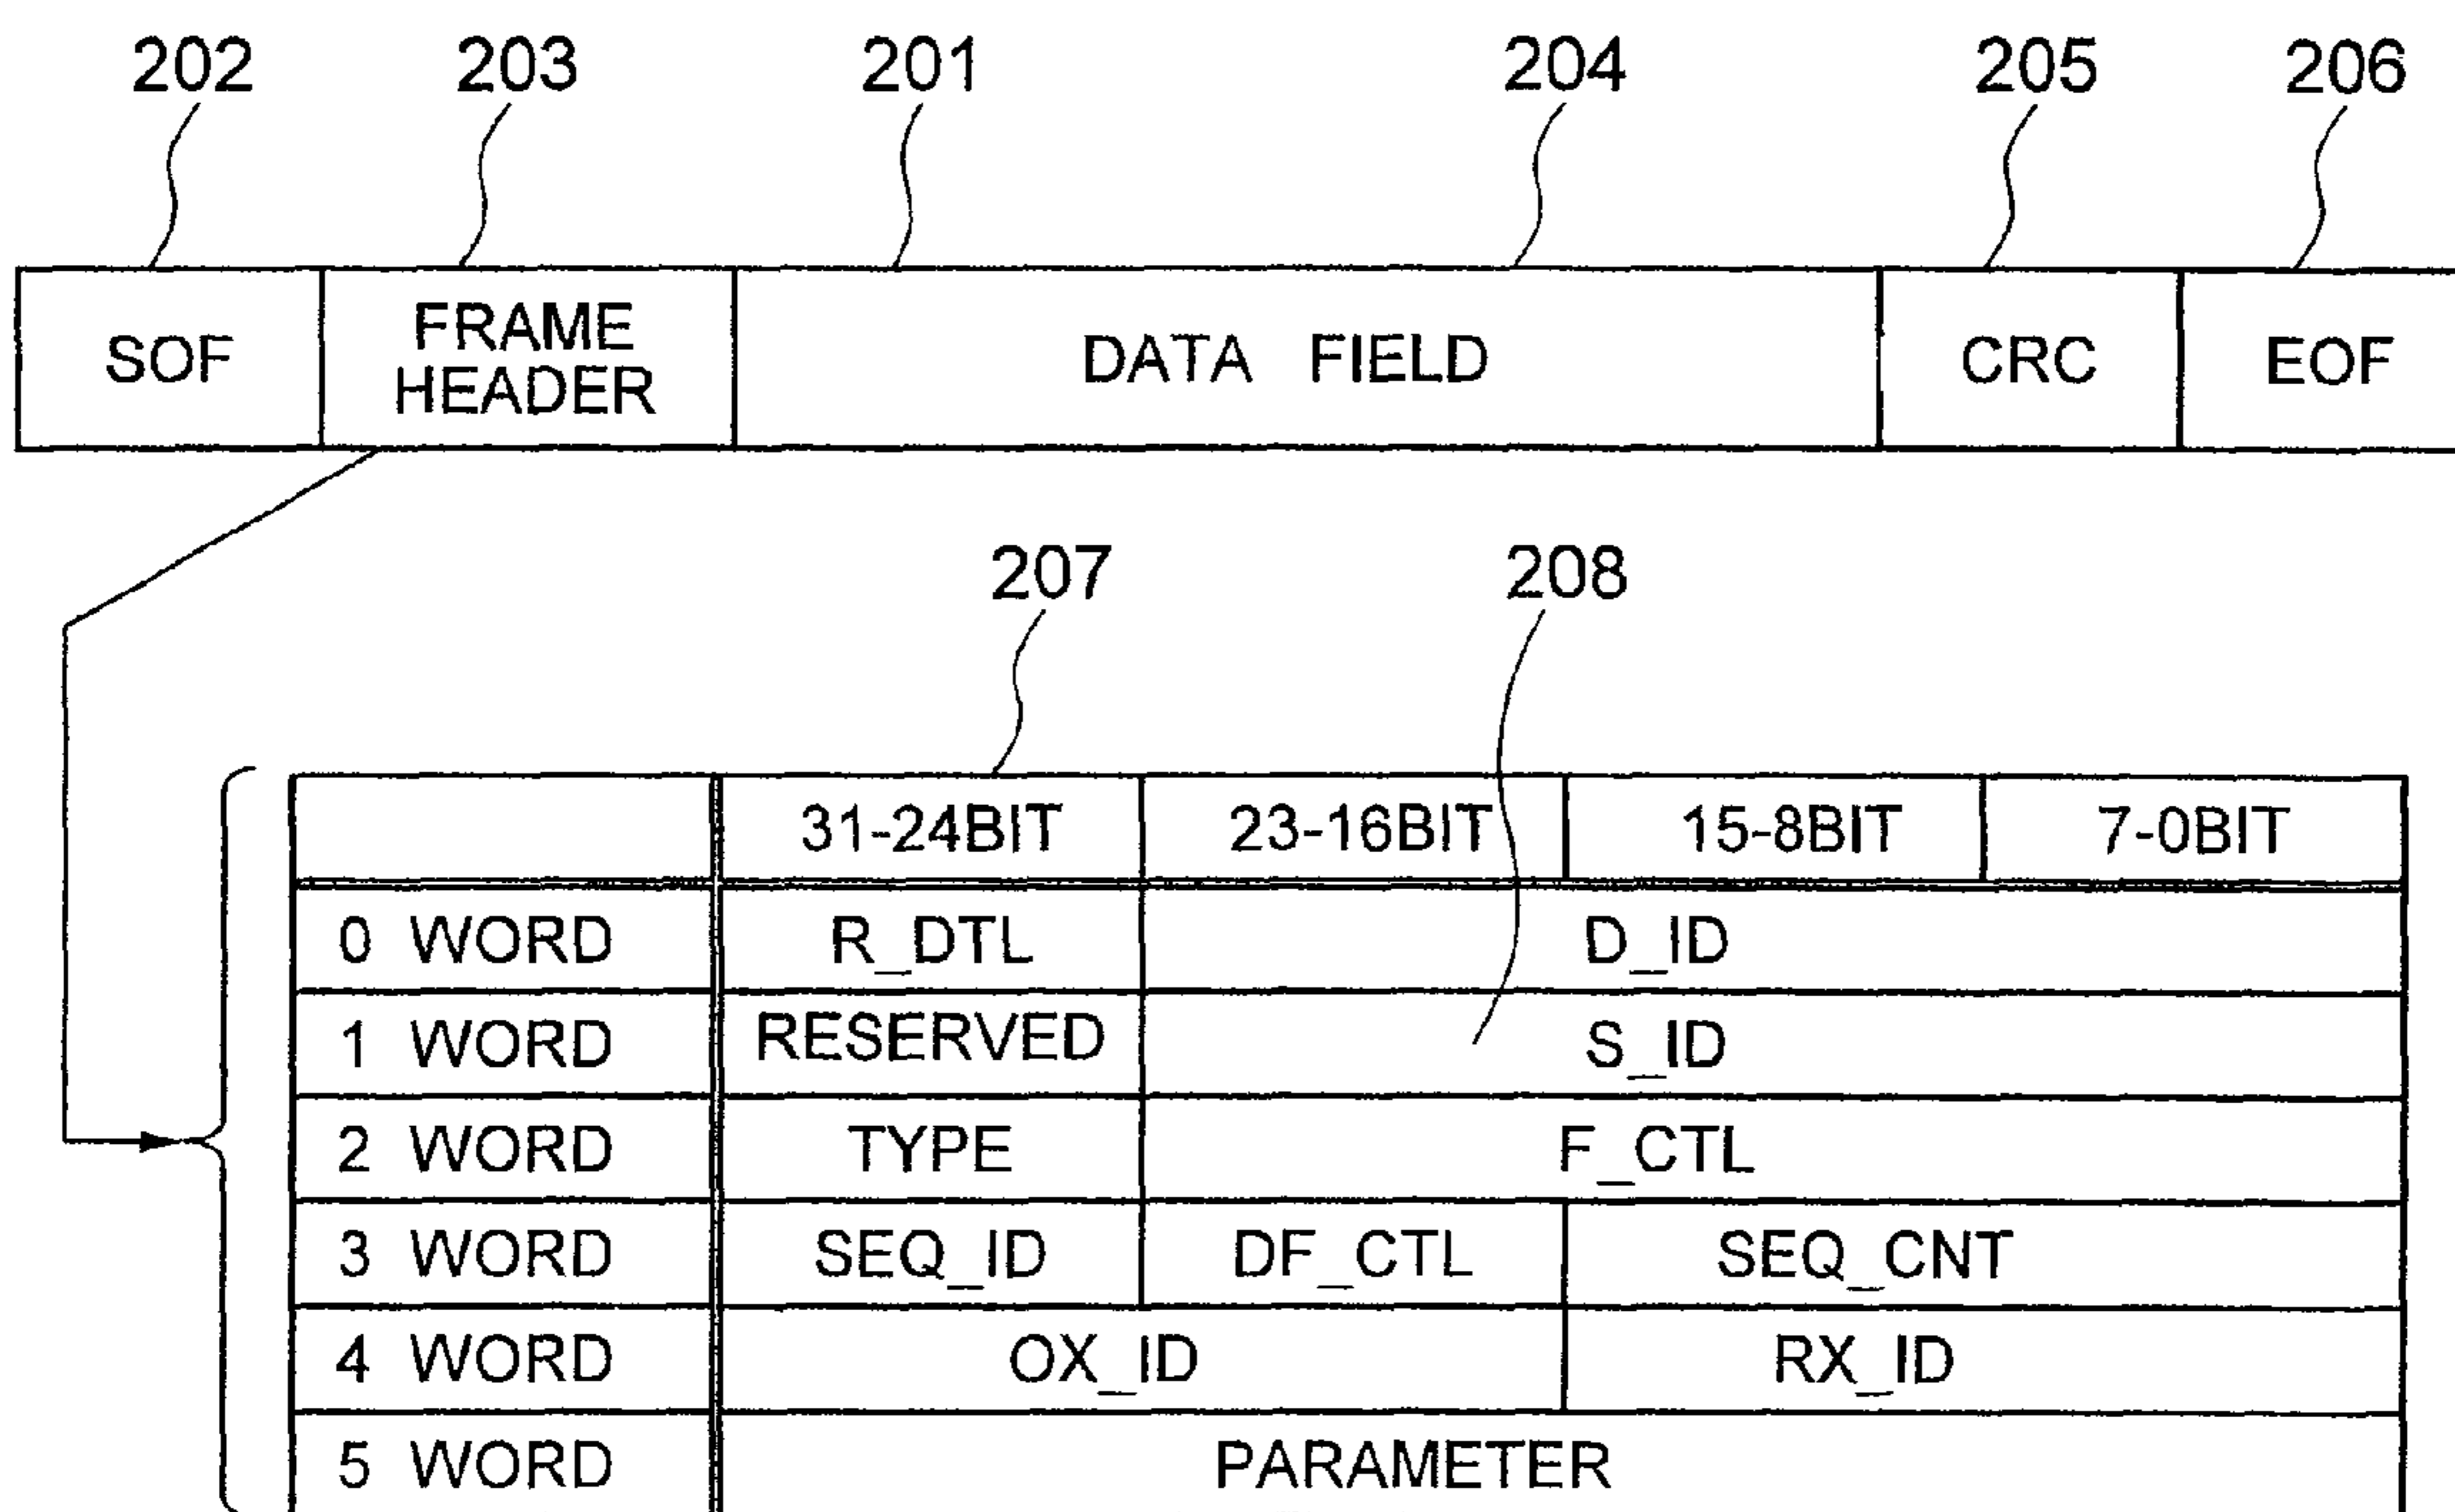 202 203 201 204 205 206
SOF FRAME HEADER DATA FIELD CRC EOF
207 208
31-24BIT 23-16BIT 15-8BIT 7-0BIT
0 WORD R_DTL D_ID
1 WORD RESERVED S_ID
2 WORD TYPE F_CTL
3 WORD SEQ_ID DF_CTL SEQ_CNT
4 WORD OX_ID RX_ID
5 WORD PARAMETER